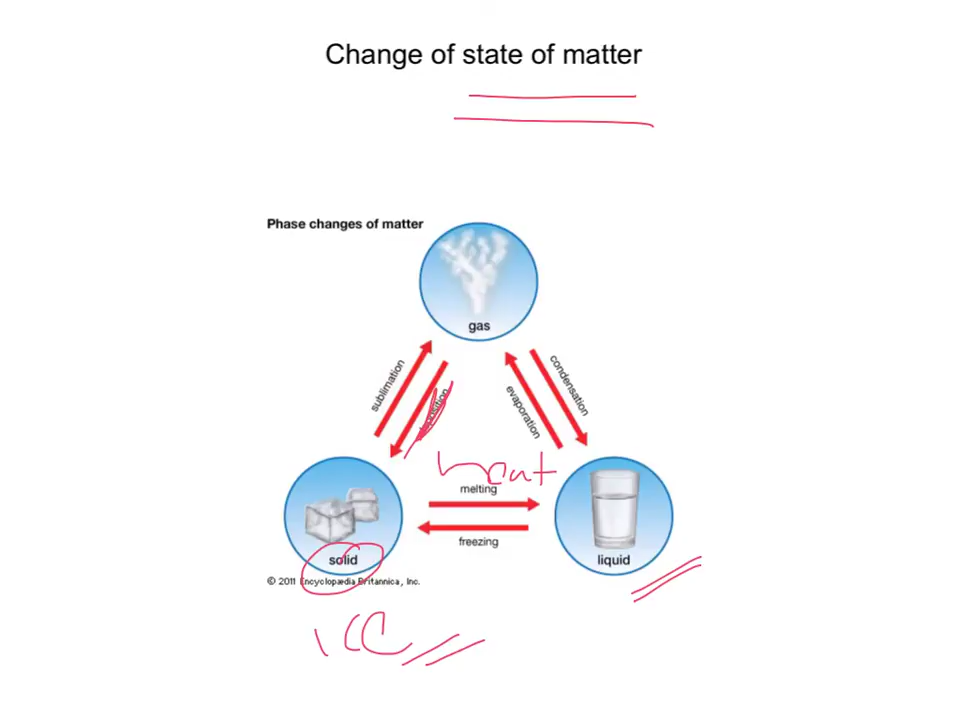 Change of state of matter
Phase changes of matter
gas
sublimation
deposition
evaporation
condensation
heat
melting
freezing
solid
liquid
© 2011 Encyclopædia Britannica, Inc.